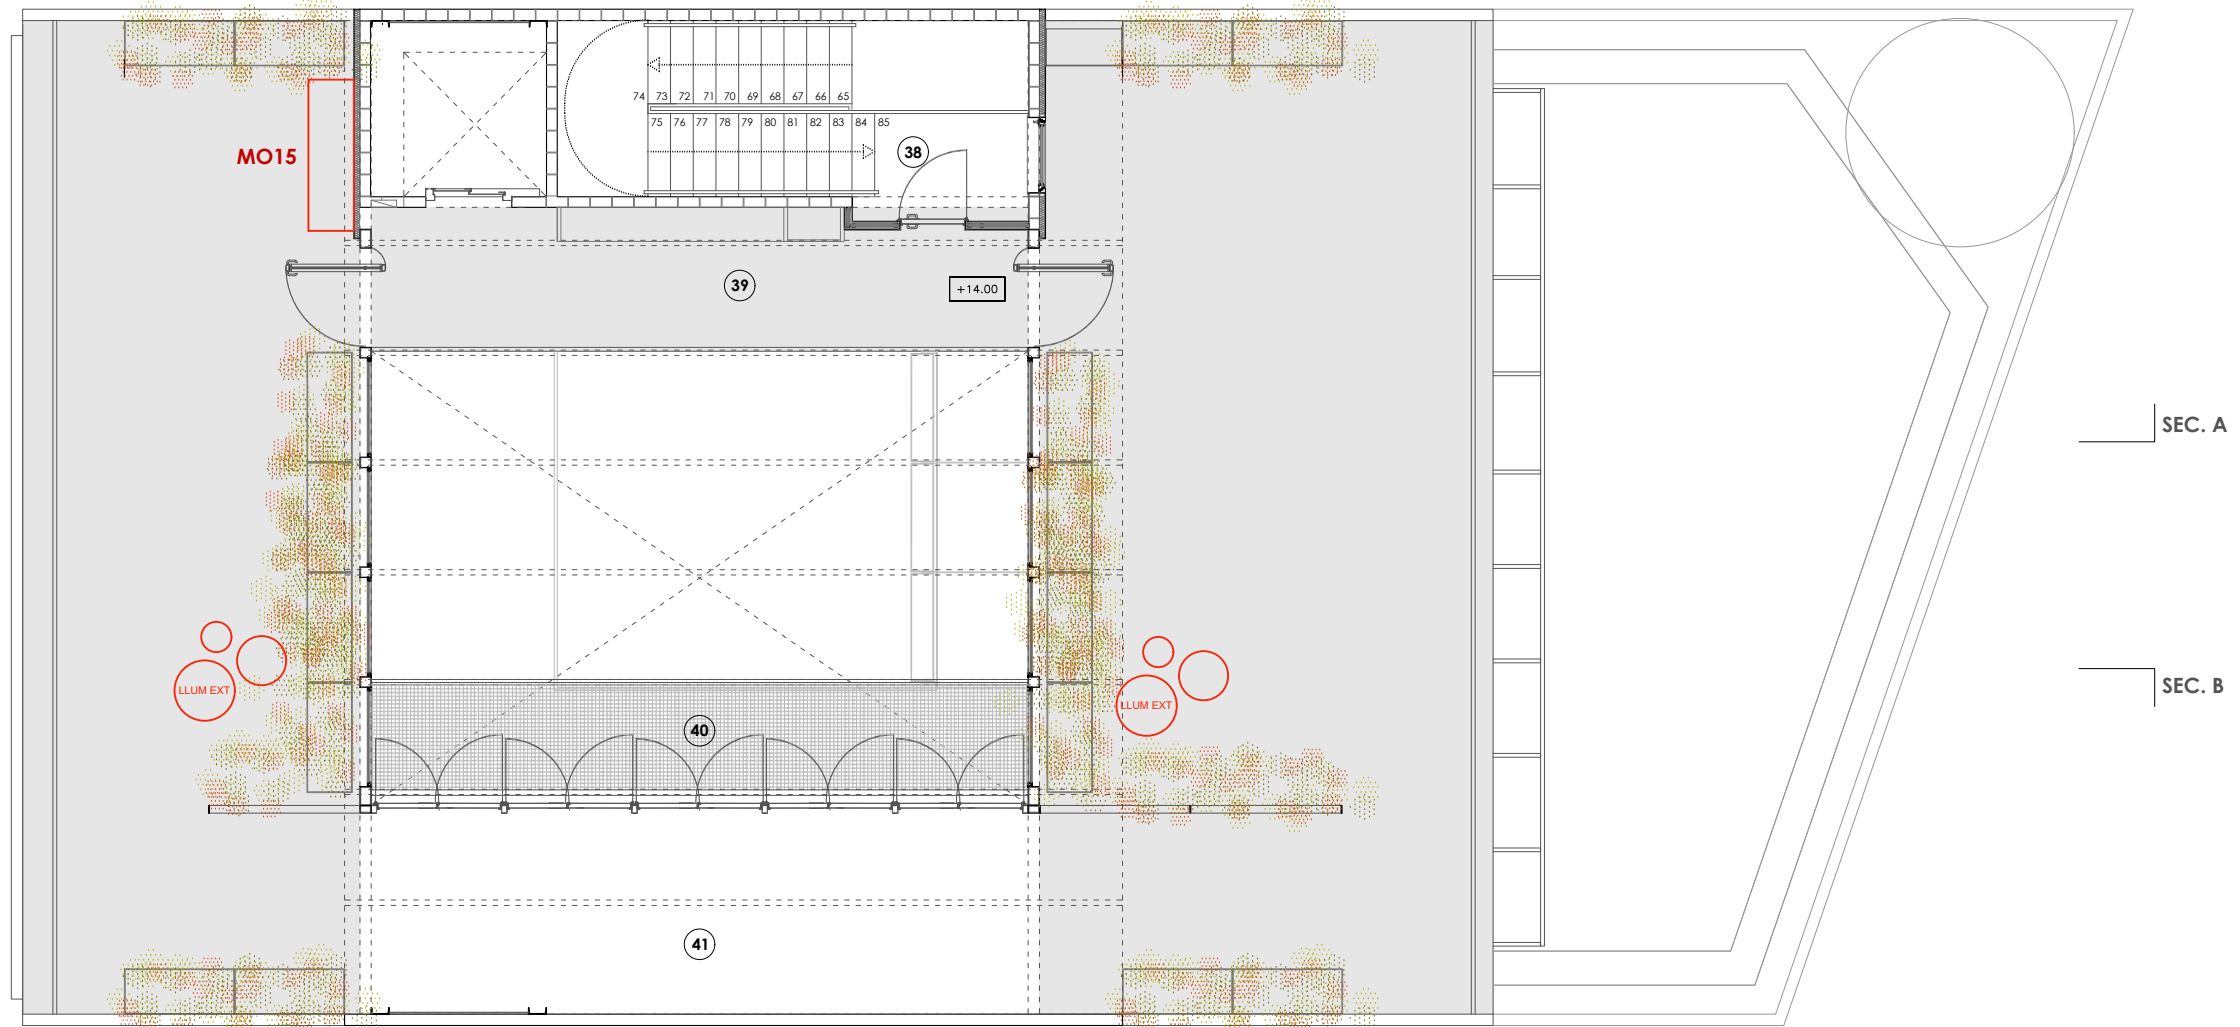 74 73 72 71 70 69 68 67 66 65
75 76 77 78 79 80 81 82 83 84 85
MO15
38
39
+14.00
SEC. A
SEC. B
LLUM EXT
LLUM EXT
40
41